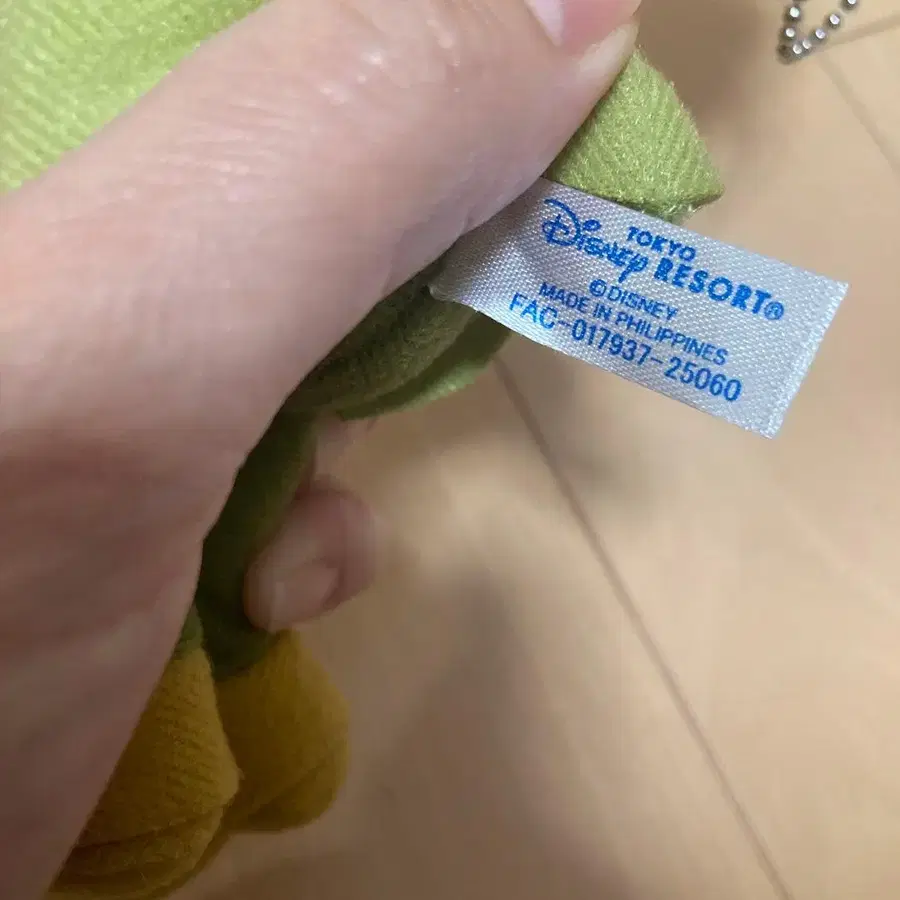 TOKYO
Disney RESORT®
©DISNEY
MADE IN PHILIPPINES
FAC-017937-25060